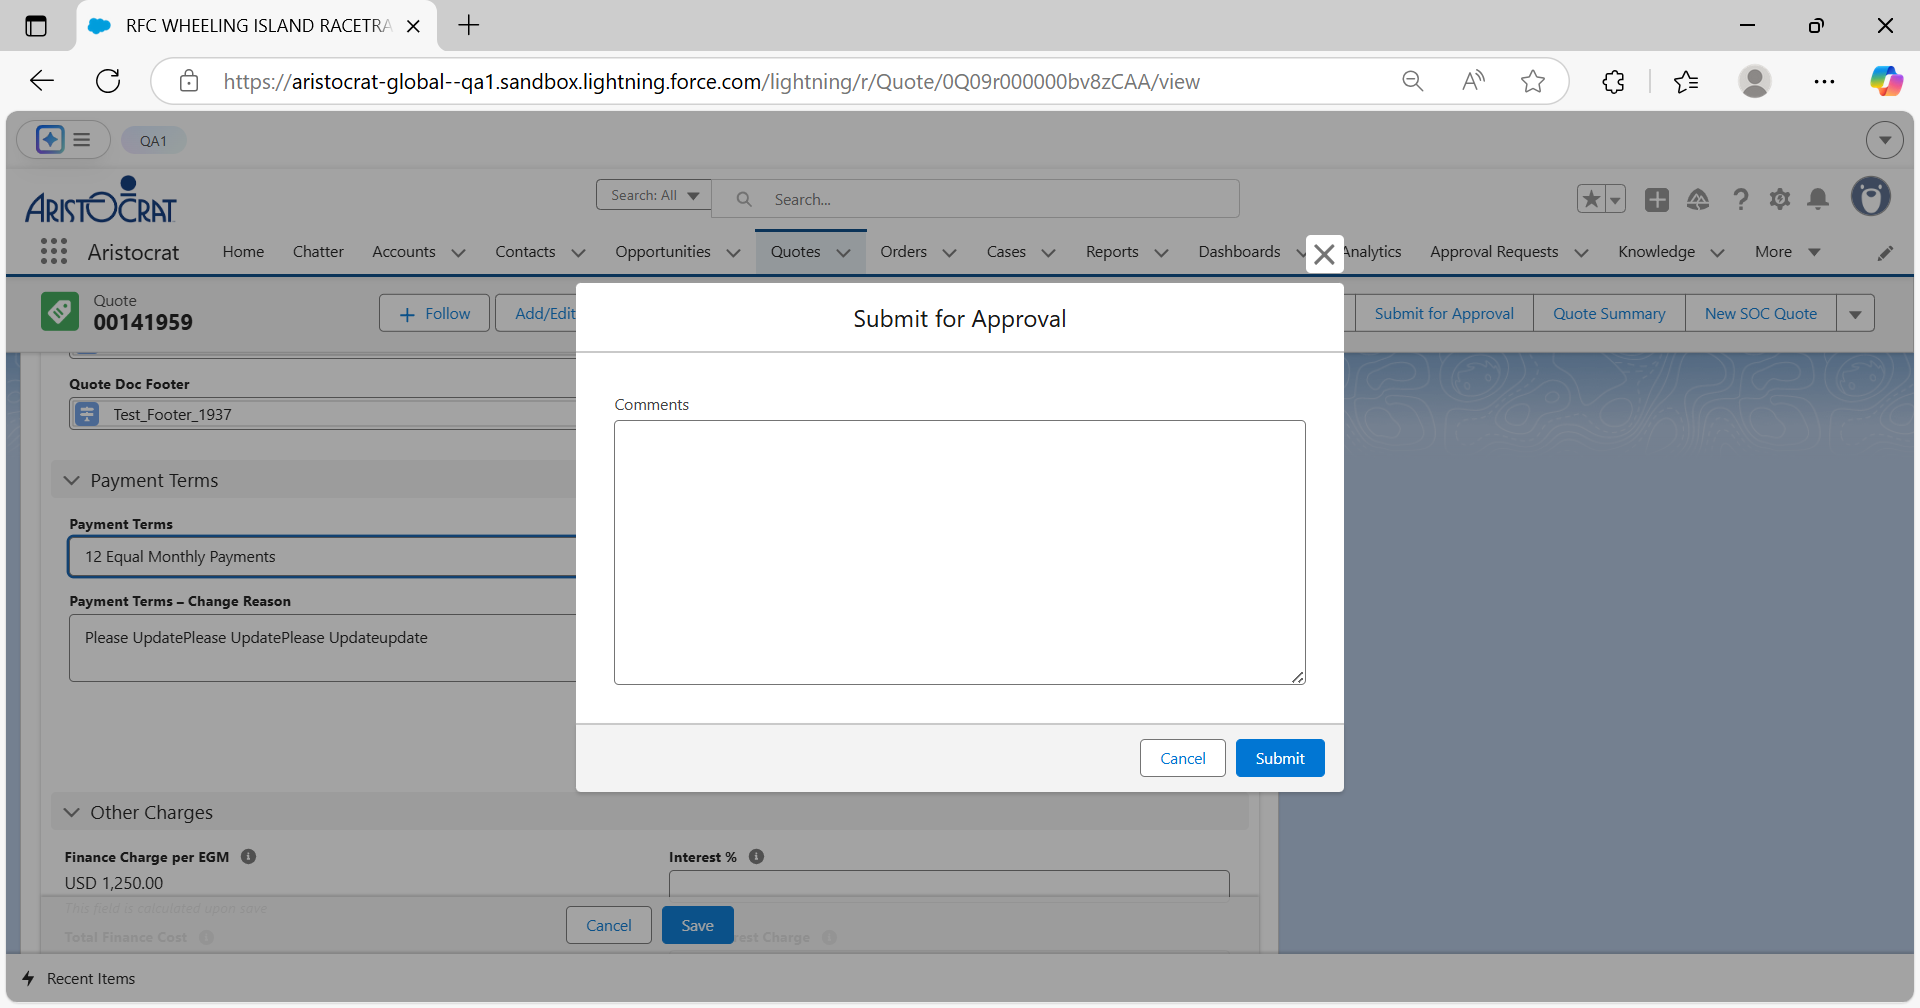 RFC WHEELING ISLAND RACETRA
https://aristocrat-global--qa1.sandbox.lightning.force.com/lightning/r/Quote/0Q09r000000bv8zCAA/view
QA1
ARISTOCRAT
Search: All
Search...
Aristocrat
Home
Chatter
Accounts
Contacts
Opportunities
Quotes
Orders
Cases
Reports
Dashboards
Analytics
Approval Requests
Knowledge
More
Quote
00141959
Follow
Add/Edit
Submit for Approval
Quote Summary
New SOC Quote
Submit for Approval
Comments
Cancel
Submit
Quote Doc Footer
Test_Footer_1937
Payment Terms
Payment Terms
12 Equal Monthly Payments
Payment Terms – Change Reason
Please UpdatePlease UpdatePlease Updateupdate
Other Charges
Finance Charge per EGM
Interest %
USD 1,250.00
This field is calculated upon save
Total Finance Cost
rest Charge
Cancel
Save
Recent Items